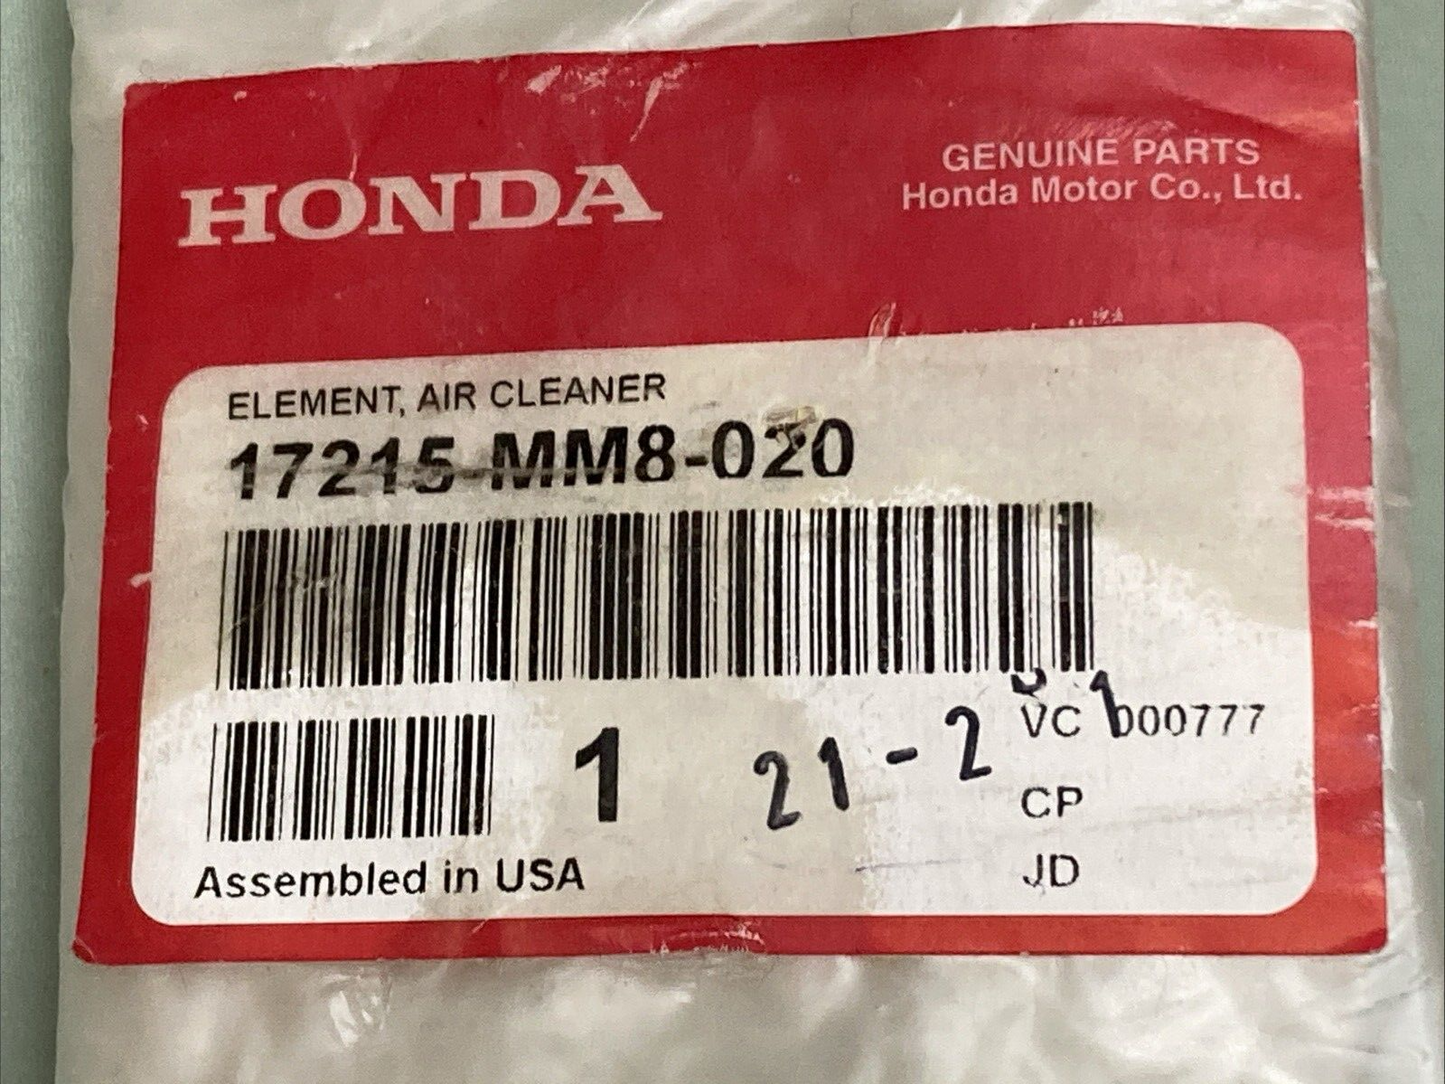 HONDA
GENUINE PARTS
Honda Motor Co., Ltd.
ELEMENT, AIR CLEANER
17215-MM8-020
1
21-2
VC 000777
CP
JD
Assembled in USA